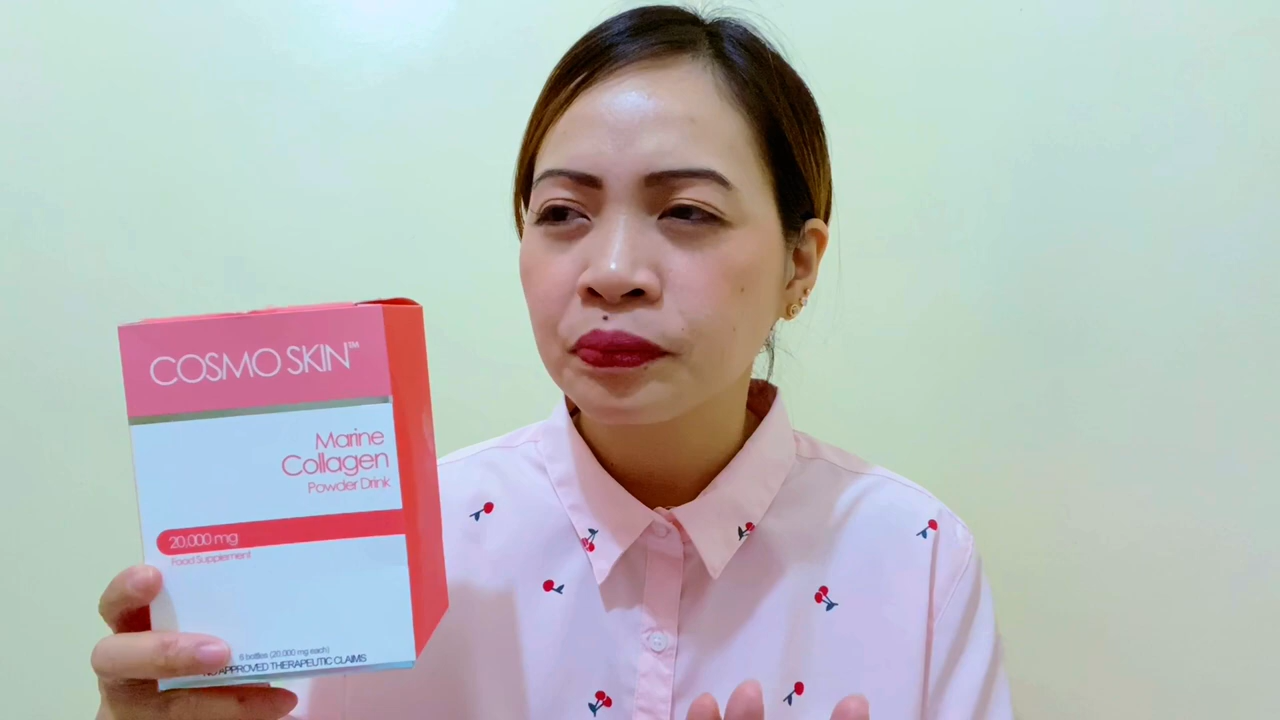 COSMO SKIN™
Marine
Collagen
Powder Drink
20,000 mg
Food Supplement
6 bottles (20,000 mg each)
APPROVED THERAPEUTIC CLAIMS